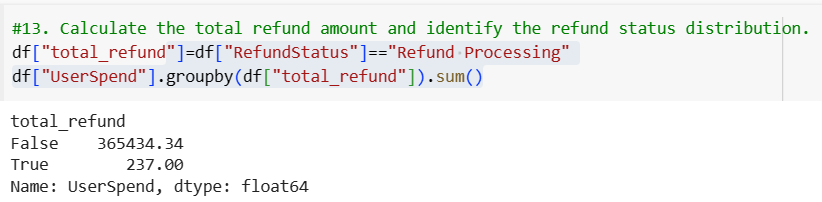 #13. Calculate the total refund amount and identify the refund status distribution.
df["total_refund"]=df["RefundStatus"]=="Refund Processing"
df["UserSpend"].groupby(df["total_refund"]).sum()
total_refund
False    365434.34
True        237.00
Name: UserSpend, dtype: float64